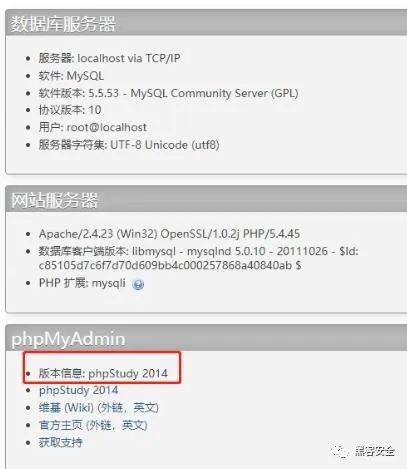 数据库服务器
服务器: localhost via TCP/IP
软件: MySQL
软件版本: 5.5.53 - MySQL Community Server (GPL)
协议版本: 10
用户: root@localhost
服务器字符集: UTF-8 Unicode (utf8)
网站服务器
Apache/2.4.23 (Win32) OpenSSL/1.0.2j PHP/5.4.45
数据库客户端版本: libmysql - mysqlnd 5.0.10 - 20111026 - $Id:
c85105d7c6f7d70d609bb4c000257868a40840ab $
PHP 扩展: mysqli
phpMyAdmin
版本信息: phpStudy 2014
phpStudy 2014
维基 (Wiki) (外链，英文)
官方主页 (外链，英文)
获取支持
黑客安全